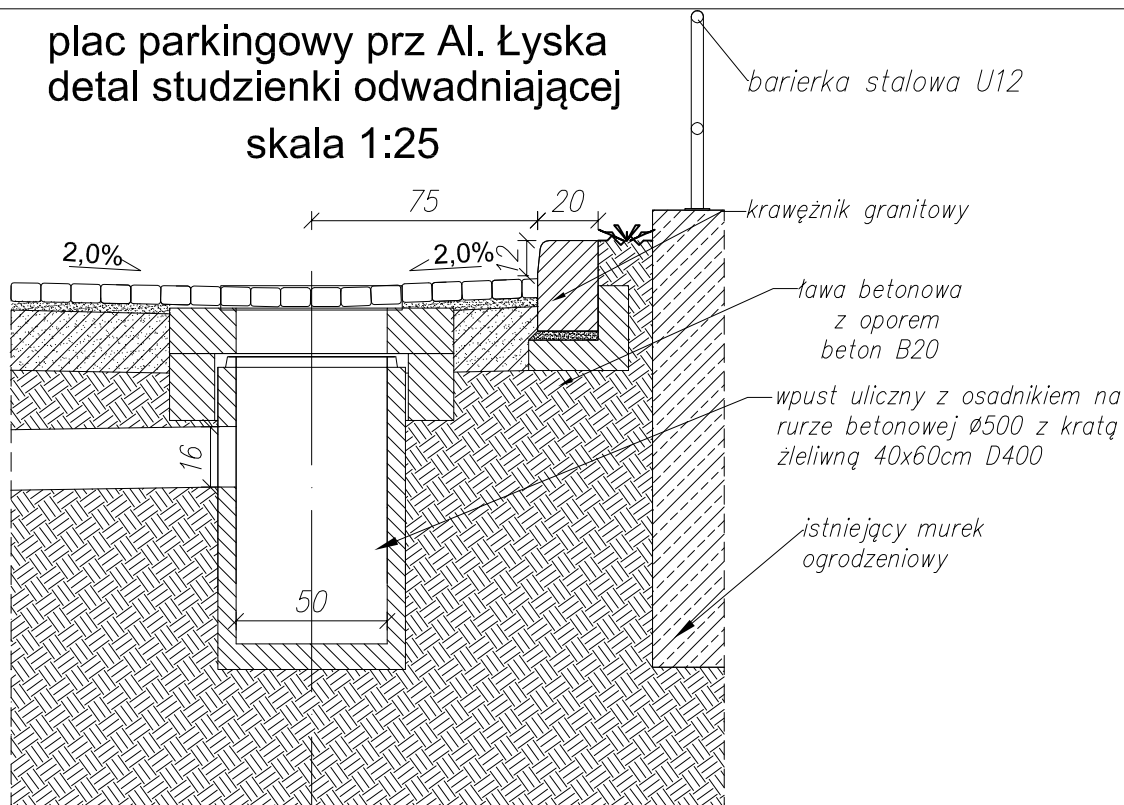 plac parkingowy prz Al. Łyska
detal studzienki odwadniającej
skala 1:25
barierka stalowa U12
75
20
krawężnik granitowy
2,0%
2,0%
12
ława betonowa
z oporem
beton B20
wpust uliczny z osadnikiem na
rurze betonowej Ø500 z kratą
żleliwną 40x60cm D400
16
istniejący murek
ogrodzeniowy
50